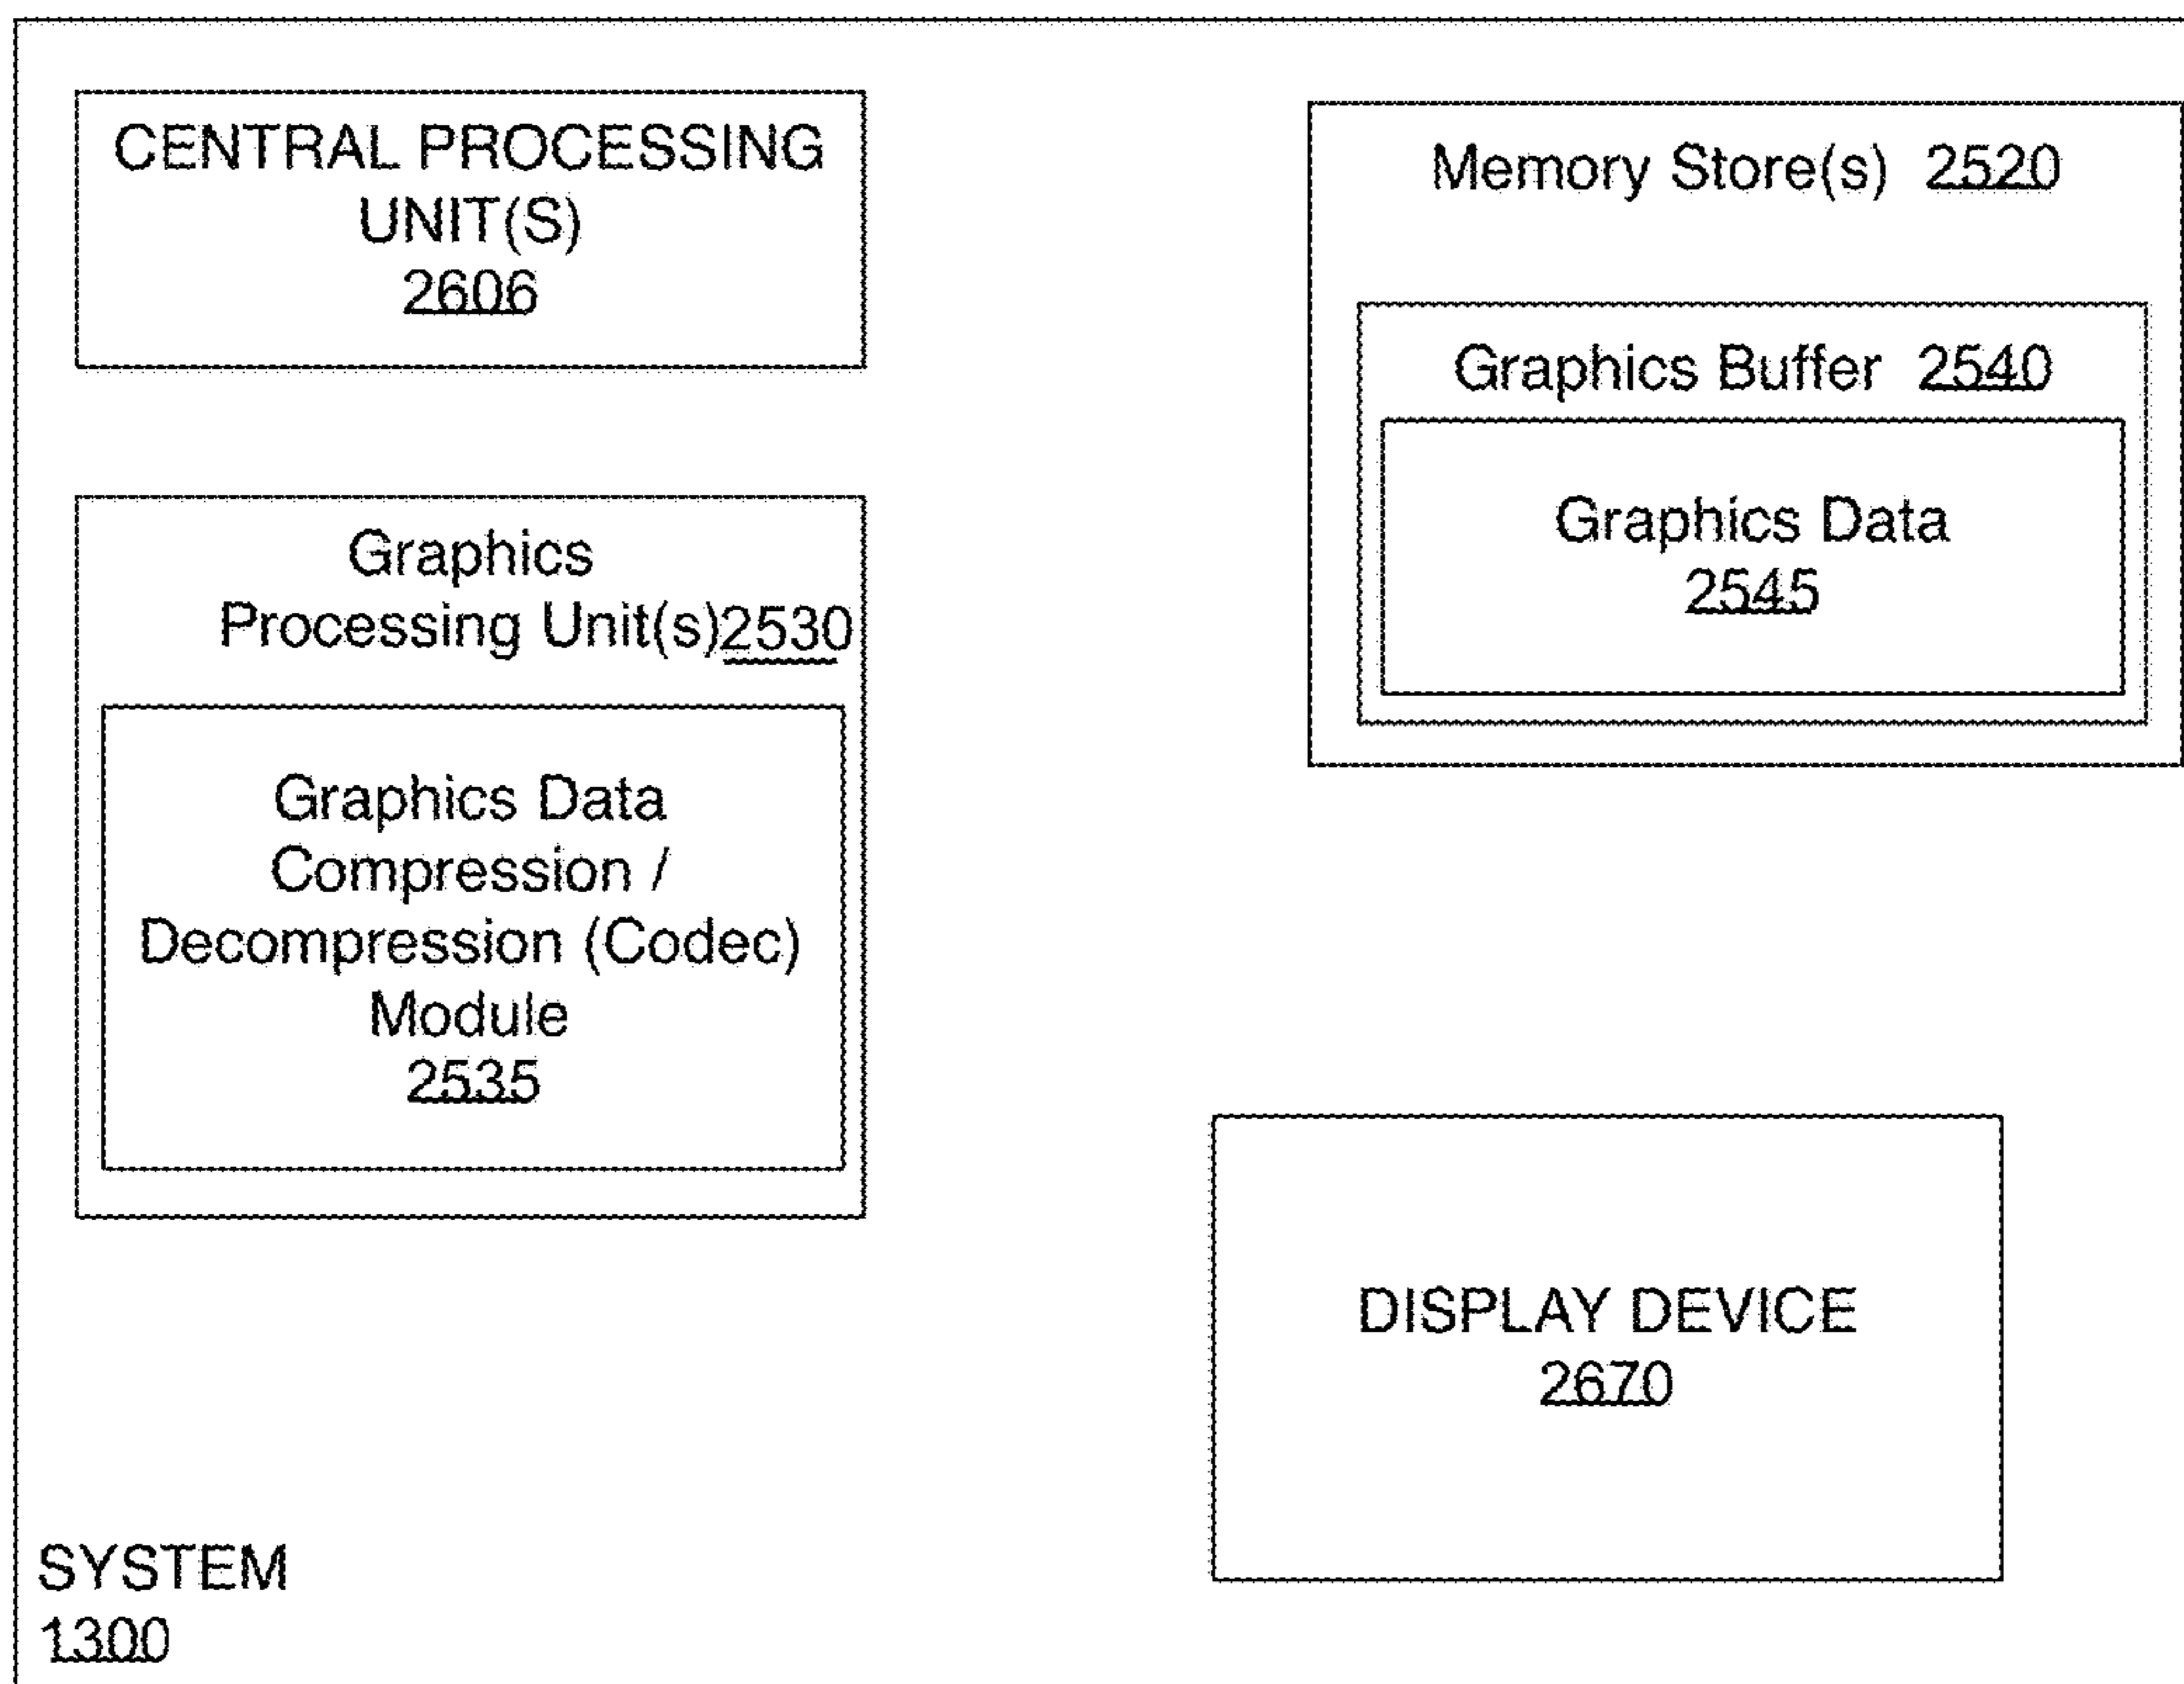 CENTRAL PROCESSING
UNIT(S)
2606
Graphics
Processing Unit(s) 2530
Graphics Data
Compression /
Decompression (Codec)
Module
2535
Memory Store(s) 2520
Graphics Buffer 2540
Graphics Data
2545
DISPLAY DEVICE
2670
SYSTEM
1300